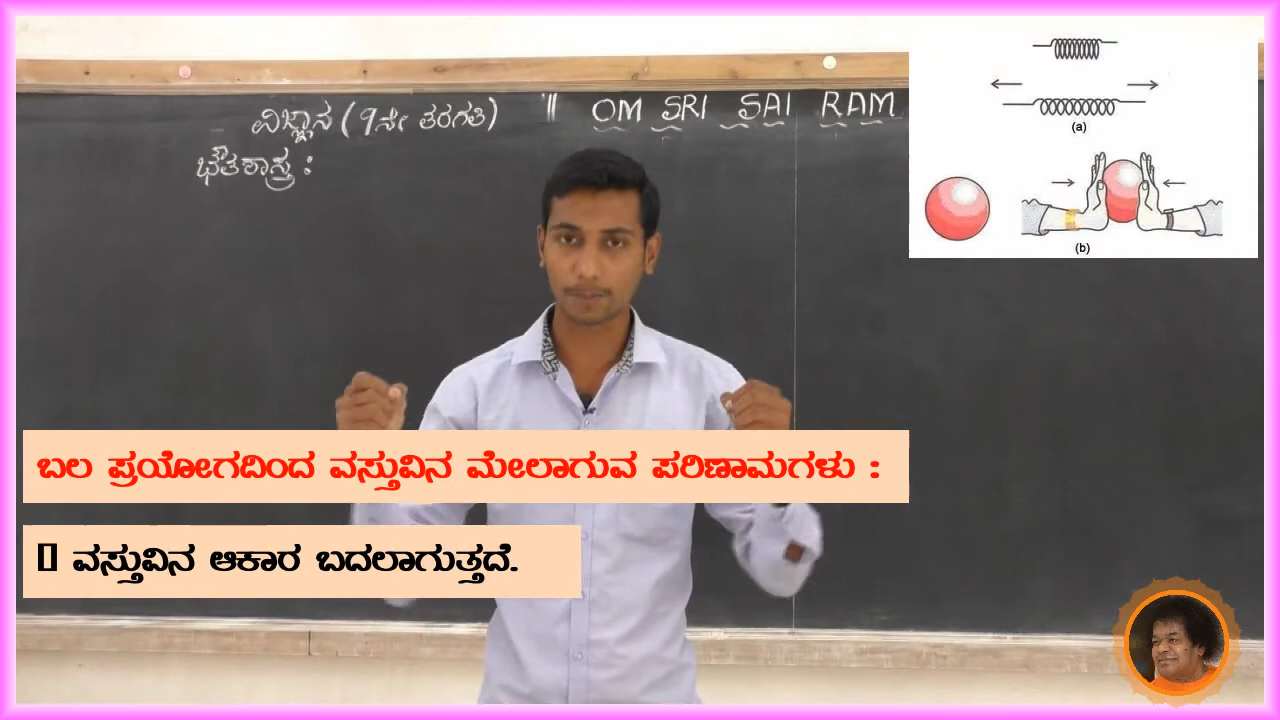 ವಿಜ್ಞಾನ (9ನೇ ತರಗತಿ) || OM SRI SAI RAM
ಭೌತಶಾಸ್ತ್ರ :
(a)
(b)
ಬಲ ಪ್ರಯೋಗದಿಂದ ವಸ್ತುವಿನ ಮೇಲಾಗುವ ಪರಿಣಾಮಗಳು :
ವಸ್ತುವಿನ ಆಕಾರ ಬದಲಾಗುತ್ತದೆ.